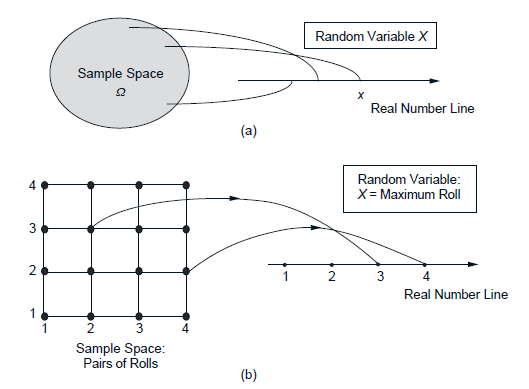 Random Variable X
Sample Space
Ω
x
Real Number Line
(a)
Random Variable:
X = Maximum Roll
4
3
2
1
1 2 3 4
1 2 3 4
Real Number Line
Sample Space:
Pairs of Rolls
(b)